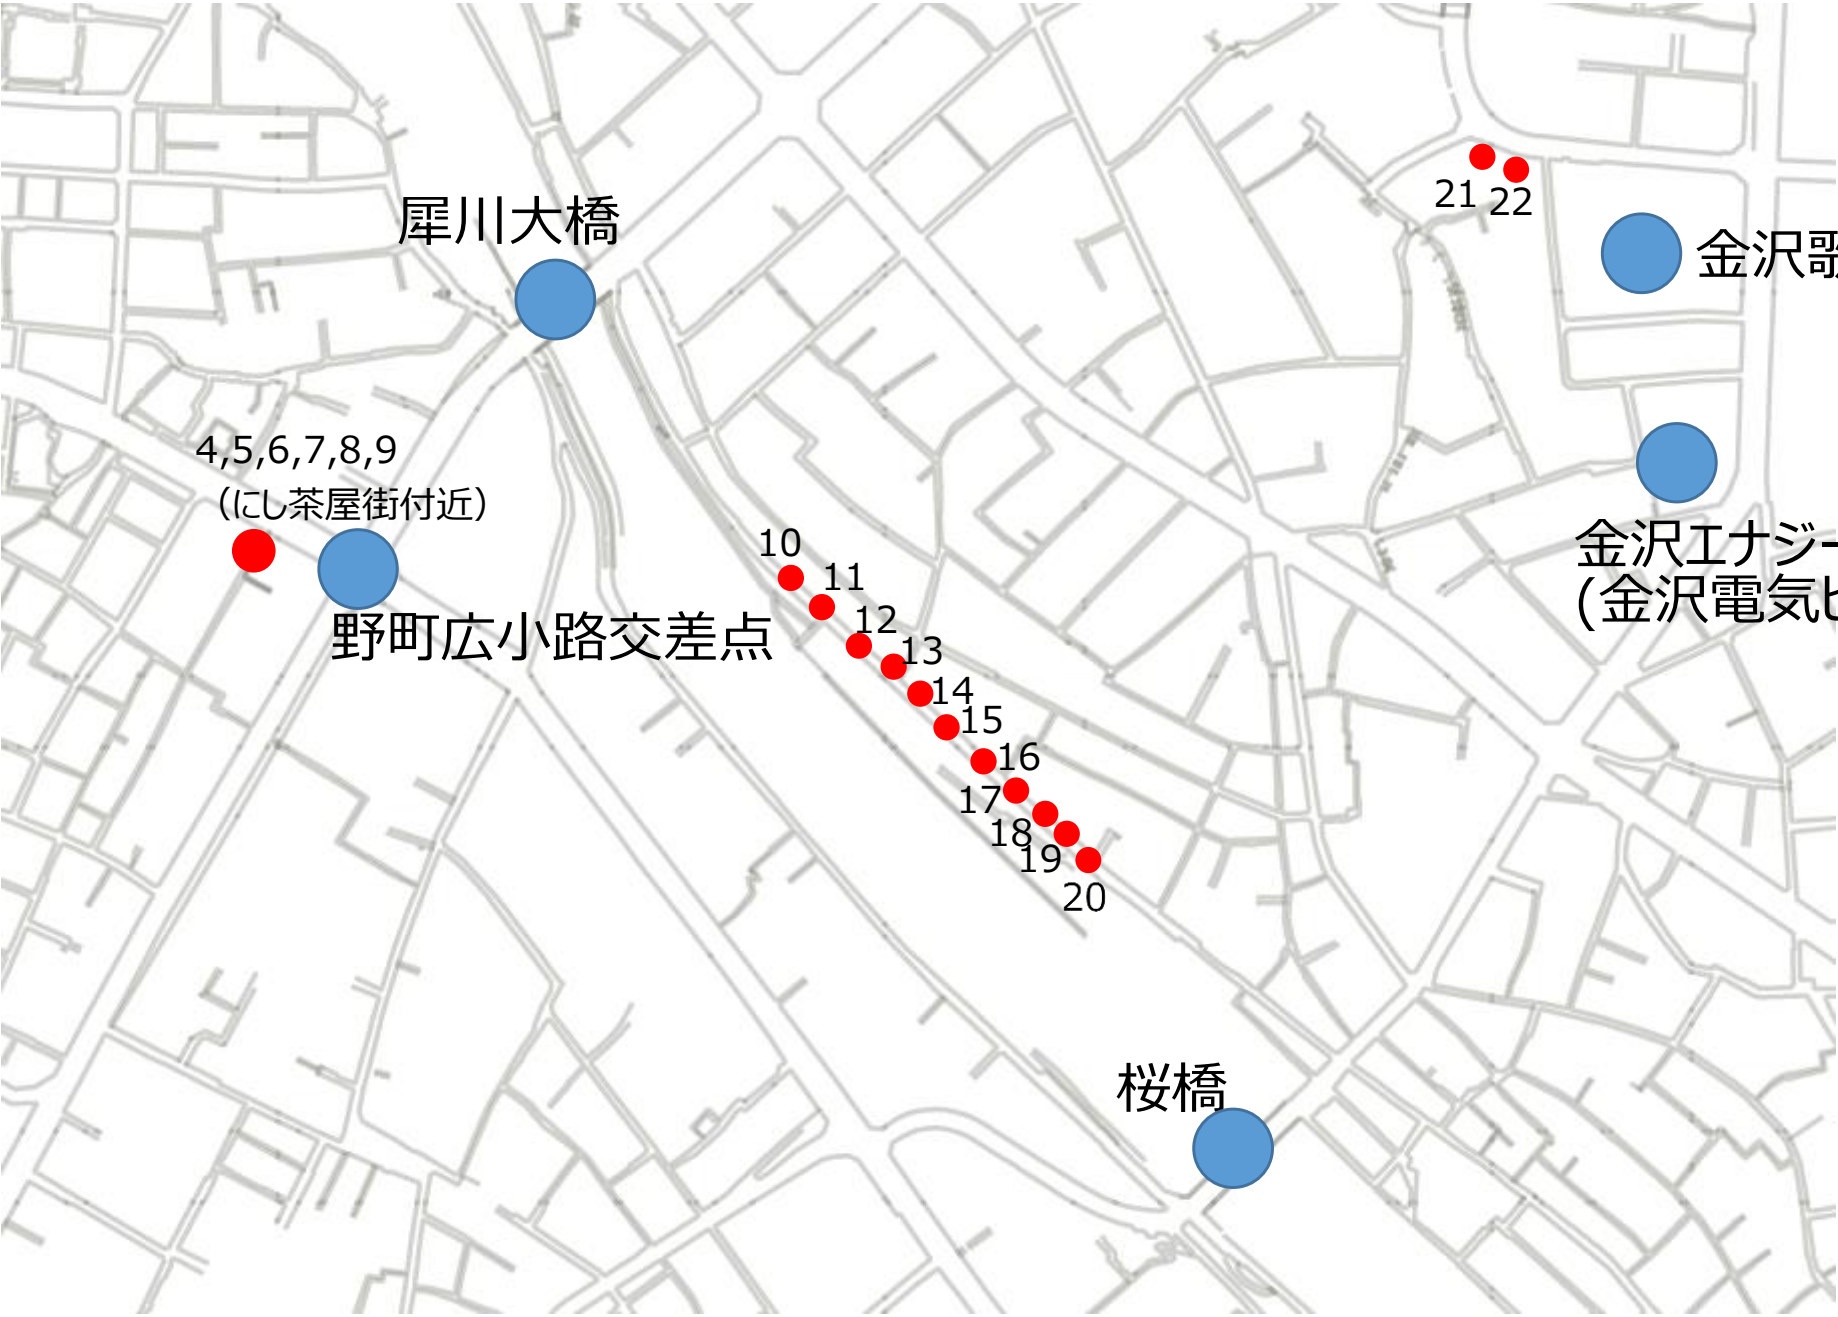 犀川大橋
21
22
金沢歌
4,5,6,7,8,9
（にし茶屋街付近）
野町広小路交差点
金沢エナジー
(金沢電気ビ
10
11
12
13
14
15
16
17
18
19
20
桜橋